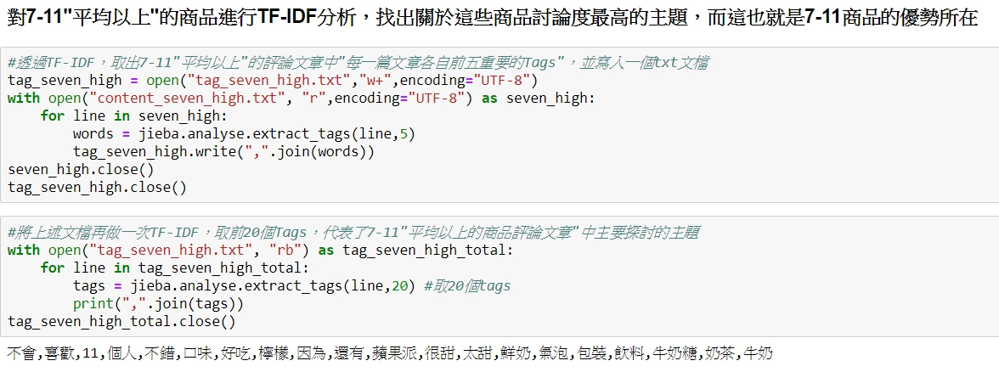 對7-11"平均以上"的商品進行TF-IDF分析，找出關於這些商品討論度最高的主題，而這也就是7-11商品的優勢所在
#透過TF-IDF，取出7-11"平均以上"的評論文章中"每一篇文章各自前五重要的Tags"，並寫入一個txt文檔
tag_seven_high = open("tag_seven_high.txt","w+",encoding="UTF-8")
with open("content_seven_high.txt", "r",encoding="UTF-8") as seven_high:
    for line in seven_high:
        words = jieba.analyse.extract_tags(line,5)
        tag_seven_high.write(",".join(words))
seven_high.close()
tag_seven_high.close()
#將上述文檔再做一次TF-IDF，取前20個Tags，代表了7-11"平均以上的商品評論文章"中主要探討的主題
with open("tag_seven_high.txt", "rb") as tag_seven_high_total:
    for line in tag_seven_high_total:
        tags = jieba.analyse.extract_tags(line,20) #取20個tags
        print(",".join(tags))
tag_seven_high_total.close()
不會,喜歡,11,個人,不錯,口味,好吃,檸檬,因為,還有,蘋果派,很甜,太甜,鮮奶,氣泡,包裝,飲料,牛奶糖,奶茶,牛奶